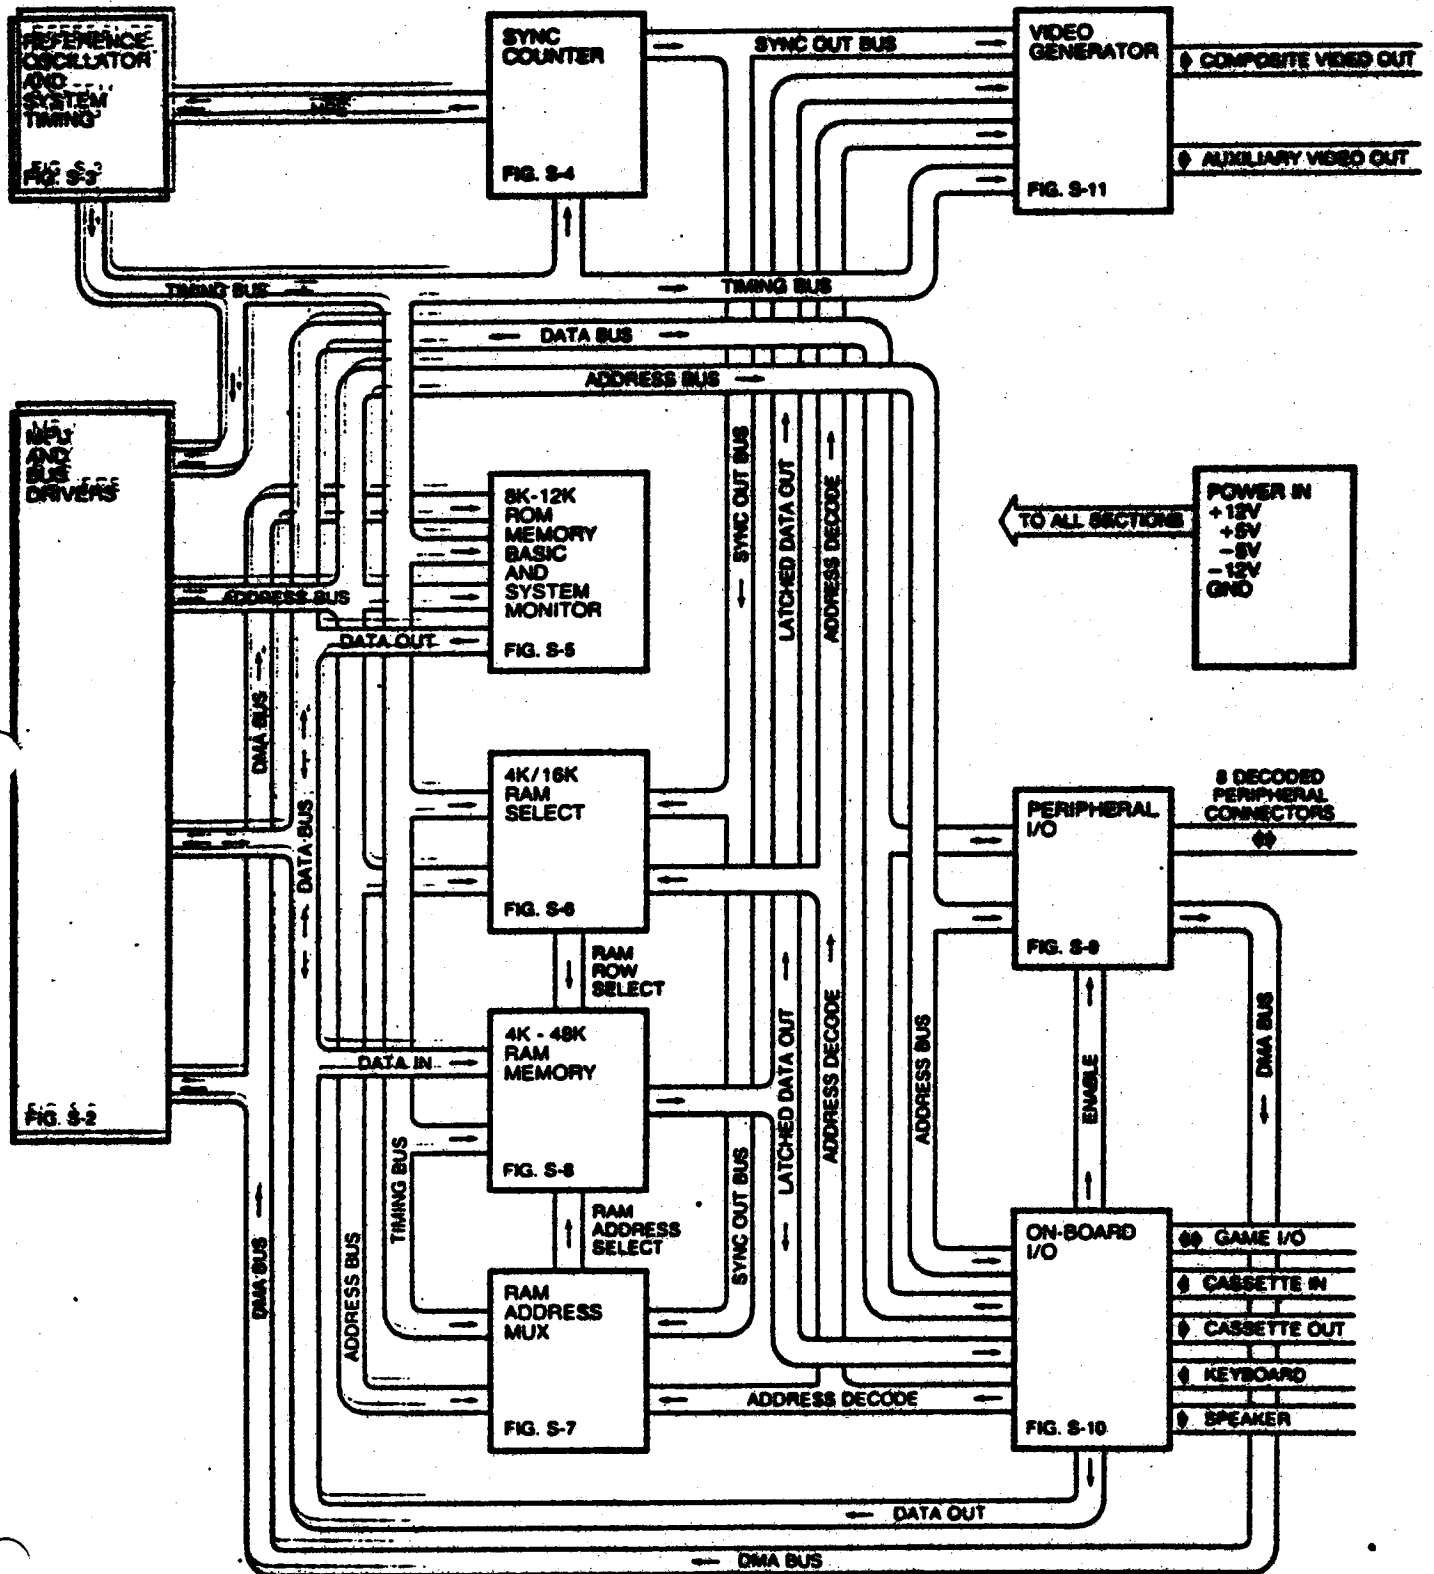 REFERENCE
OSCILLATOR
AND
SYSTEM
TIMING
FIG. S-3
SYNC
COUNTER
FIG. S-4
SYNC OUT BUS
VIDEO
GENERATOR
FIG. S-11
COMPOSITE VIDEO OUT
AUXILIARY VIDEO OUT
TIMING BUS
TIMING BUS
DATA BUS
ADDRESS BUS
MPU
AND
BUS
DRIVERS
FIG. S-2
8K-12K
ROM
MEMORY
BASIC
AND
SYSTEM
MONITOR
FIG. S-5
ADDRESS BUS
DATA OUT
DMA BUS
DATA BUS
SYNC OUT BUS
LATCHED DATA OUT
ADDRESS DECODE
TO ALL SECTIONS
POWER IN
+12V
+5V
-5V
-12V
GND
4K/16K
RAM
SELECT
FIG. S-6
RAM
ROW
SELECT
PERIPHERAL
I/O
FIG. S-9
8 DECODED
PERIPHERAL
CONNECTORS
4K - 48K
RAM
MEMORY
FIG. S-8
DATA IN
TIMING BUS
LATCHED DATA OUT
ADDRESS DECODE
ADDRESS BUS
ENABLE
DMA BUS
RAM
ADDRESS
SELECT
SYNC OUT BUS
DMA BUS
ADDRESS BUS
RAM
ADDRESS
MUX
FIG. S-7
ADDRESS DECODE
ON-BOARD
I/O
FIG. S-10
GAME I/O
CASSETTE IN
CASSETTE OUT
KEYBOARD
SPEAKER
DATA OUT
DMA BUS